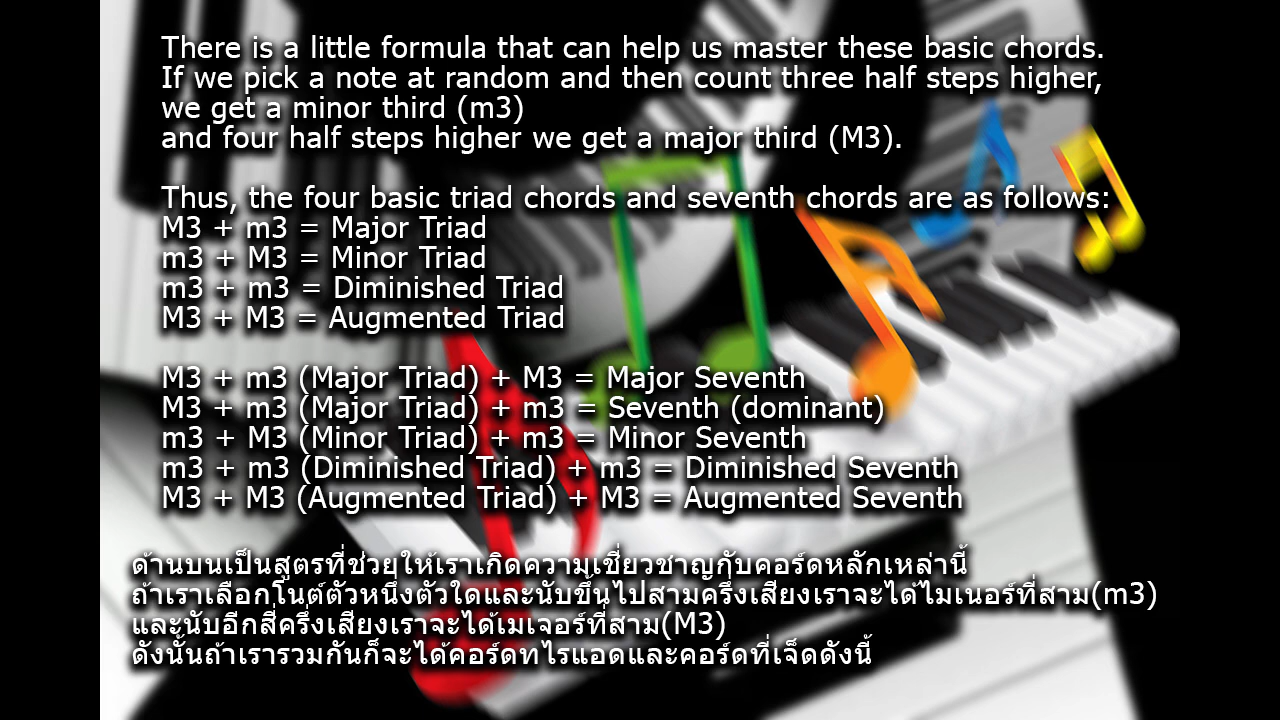 There is a little formula that can help us master these basic chords.
If we pick a note at random and then count three half steps higher,
we get a minor third (m3)
and four half steps higher we get a major third (M3).
Thus, the four basic triad chords and seventh chords are as follows:
M3 + m3 = Major Triad
m3 + M3 = Minor Triad
m3 + m3 = Diminished Triad
M3 + M3 = Augmented Triad
M3 + m3 (Major Triad) + M3 = Major Seventh
M3 + m3 (Major Triad) + m3 = Seventh (dominant)
m3 + M3 (Minor Triad) + m3 = Minor Seventh
m3 + m3 (Diminished Triad) + m3 = Diminished Seventh
M3 + M3 (Augmented Triad) + M3 = Augmented Seventh
ด้านบนเป็นสูตรที่ช่วยให้เราเกิดความเชี่ยวชาญกับคอร์ดหลักเหล่านี้
ถ้าเราเลือกโนต์ตัวหนึ่งตัวใดและนับขึ้นไปสามครึ่งเสียงเราจะได้ไมเนอร์ที่สาม(m3)
และนับอีกสี่ครึ่งเสียงเราจะได้เมเจอร์ที่สาม(M3)
ดังนั้นถ้าเรารวมกันก็จะได้คอร์ดทไรแอดและคอร์ดที่เจ็ดดังนี้